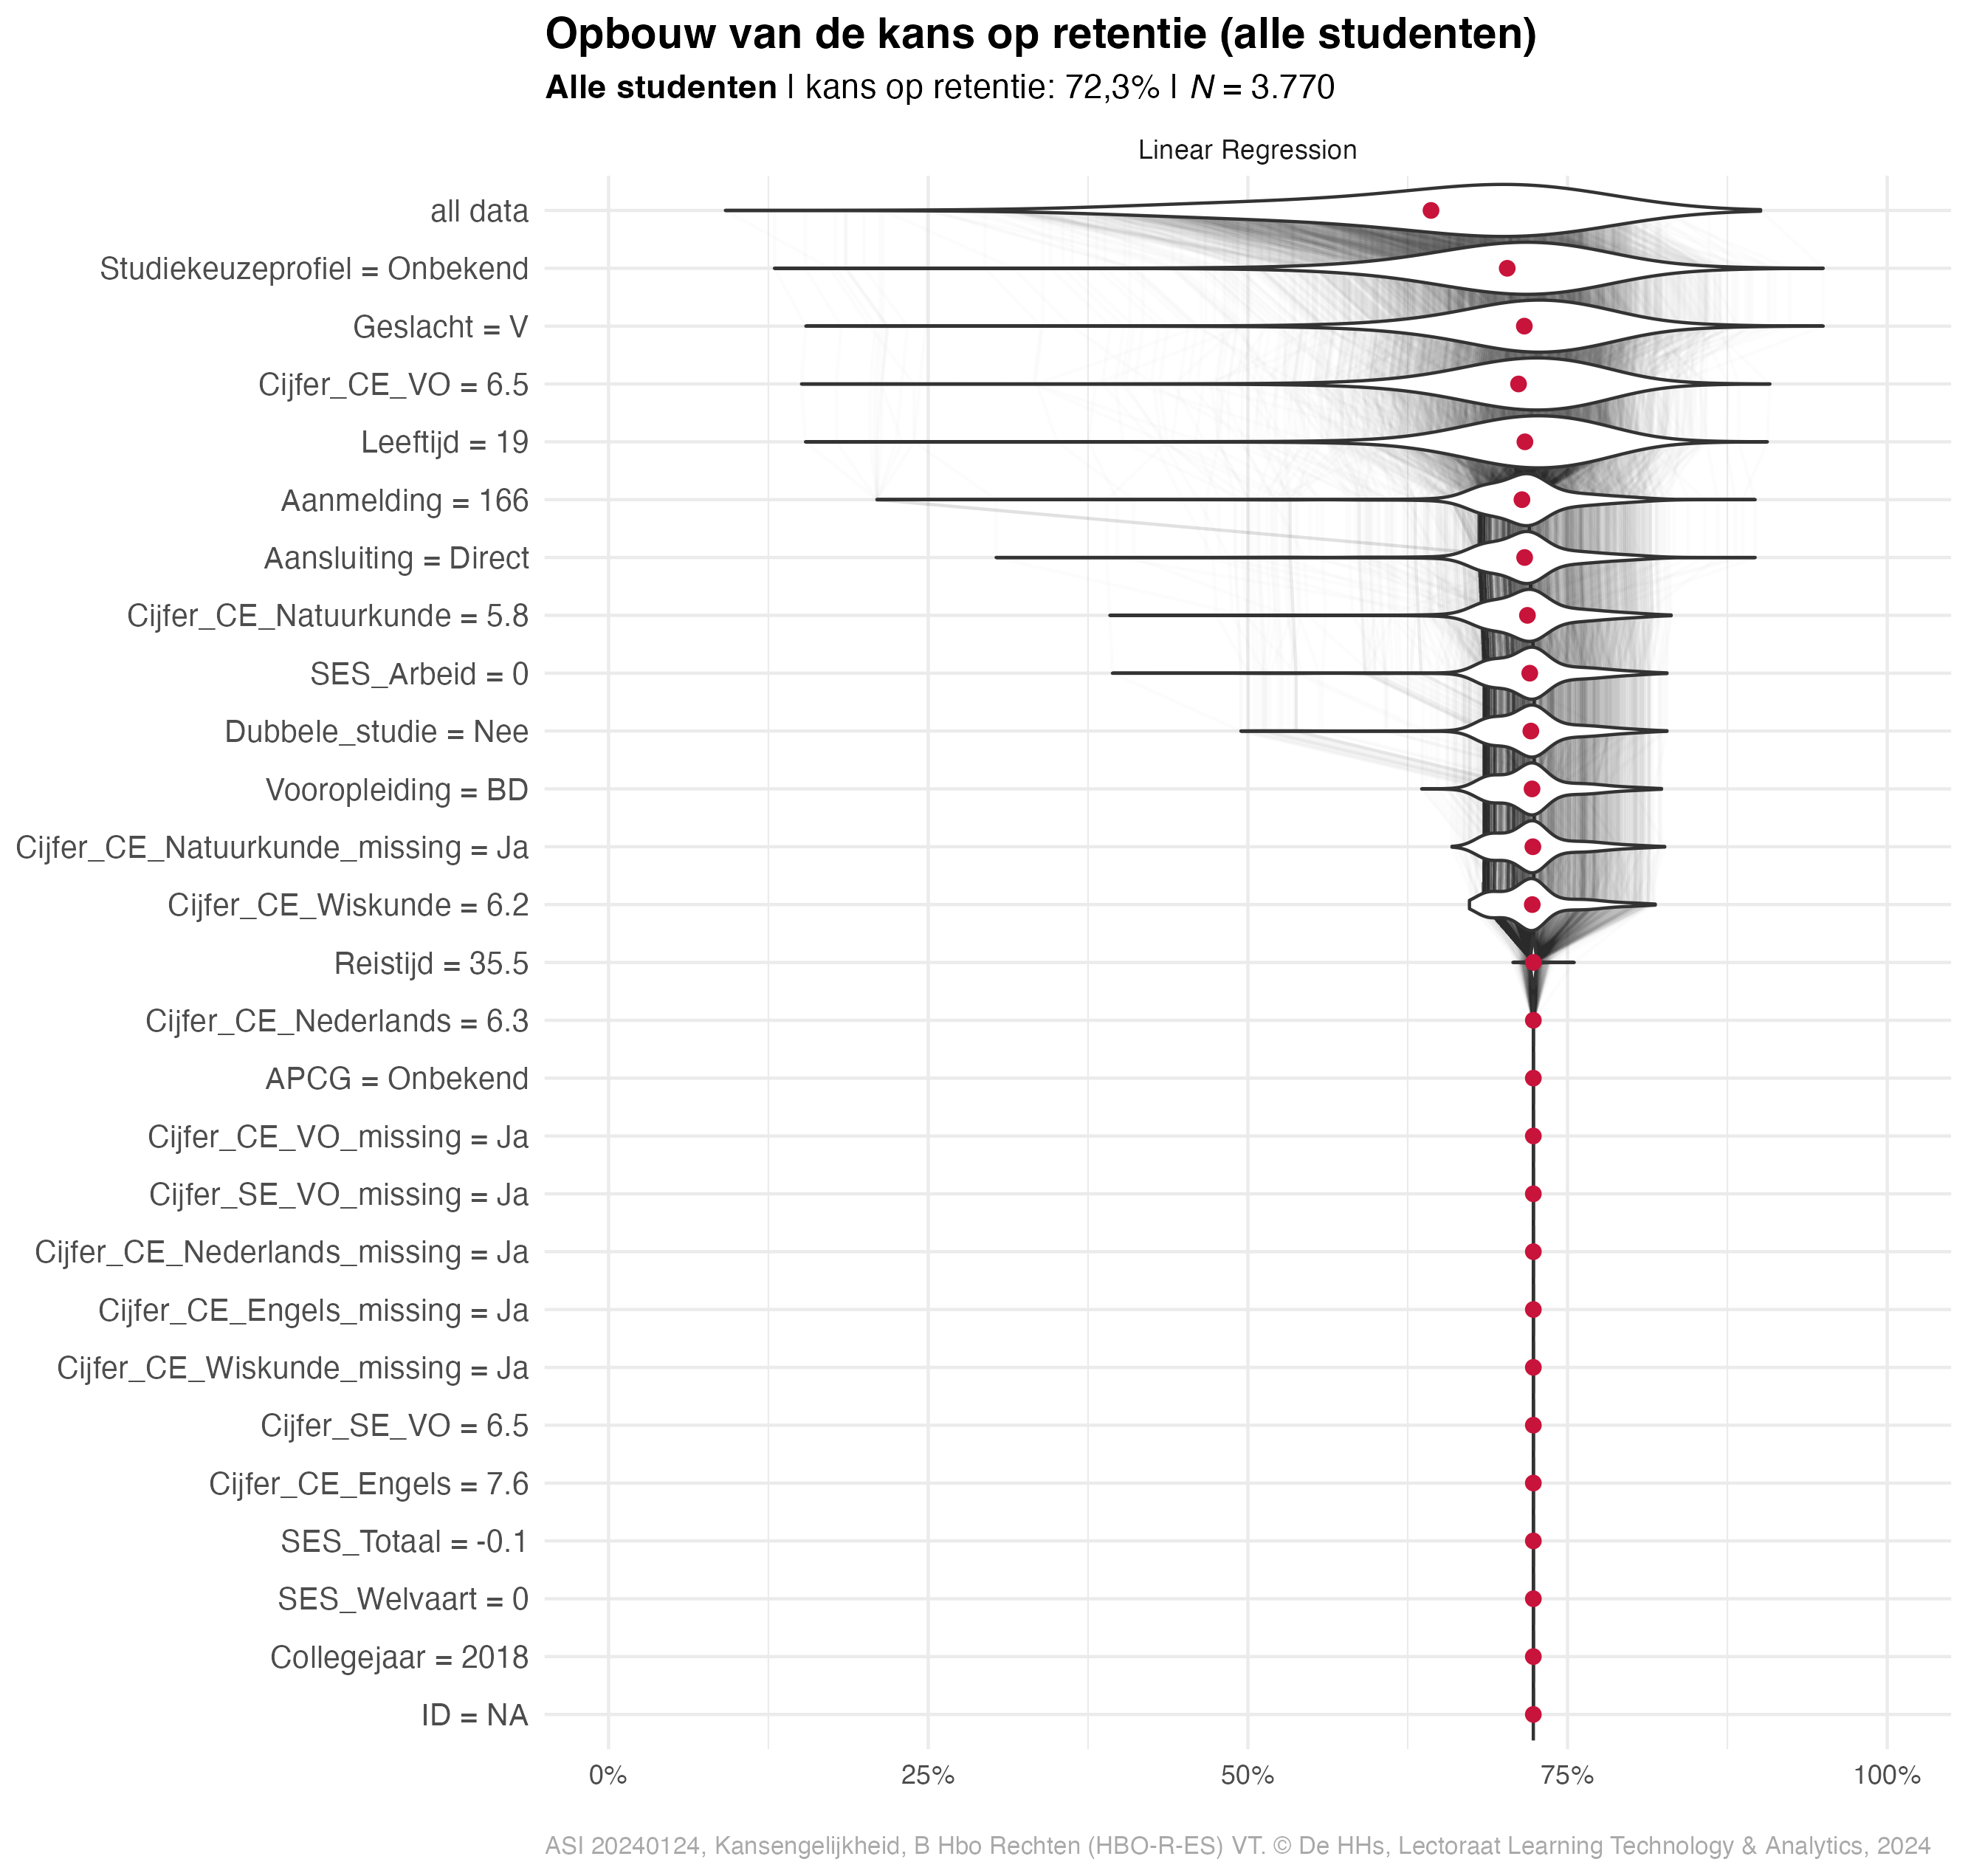 Opbouw van de kans op retentie (alle studenten)
Alle studenten | kans op retentie: 72,3% | N = 3.770
Linear Regression
all data
Studiekeuzeprofiel = Onbekend
Geslacht = V
Cijfer_CE_VO = 6.5
Leeftijd = 19
Aanmelding = 166
Aansluiting = Direct
Cijfer_CE_Natuurkunde = 5.8
SES_Arbeid = 0
Dubbele_studie = Nee
Vooropleiding = BD
Cijfer_CE_Natuurkunde_missing = Ja
Cijfer_CE_Wiskunde = 6.2
Reistijd = 35.5
Cijfer_CE_Nederlands = 6.3
APCG = Onbekend
Cijfer_CE_VO_missing = Ja
Cijfer_SE_VO_missing = Ja
Cijfer_CE_Nederlands_missing = Ja
Cijfer_CE_Engels_missing = Ja
Cijfer_CE_Wiskunde_missing = Ja
Cijfer_SE_VO = 6.5
Cijfer_CE_Engels = 7.6
SES_Totaal = -0.1
SES_Welvaart = 0
Collegejaar = 2018
ID = NA
0% 25% 50% 75% 100%
ASI 20240124, Kansengelijkheid, B Hbo Rechten (HBO-R-ES) VT. © De HHs, Lectoraat Learning Technology & Analytics, 2024